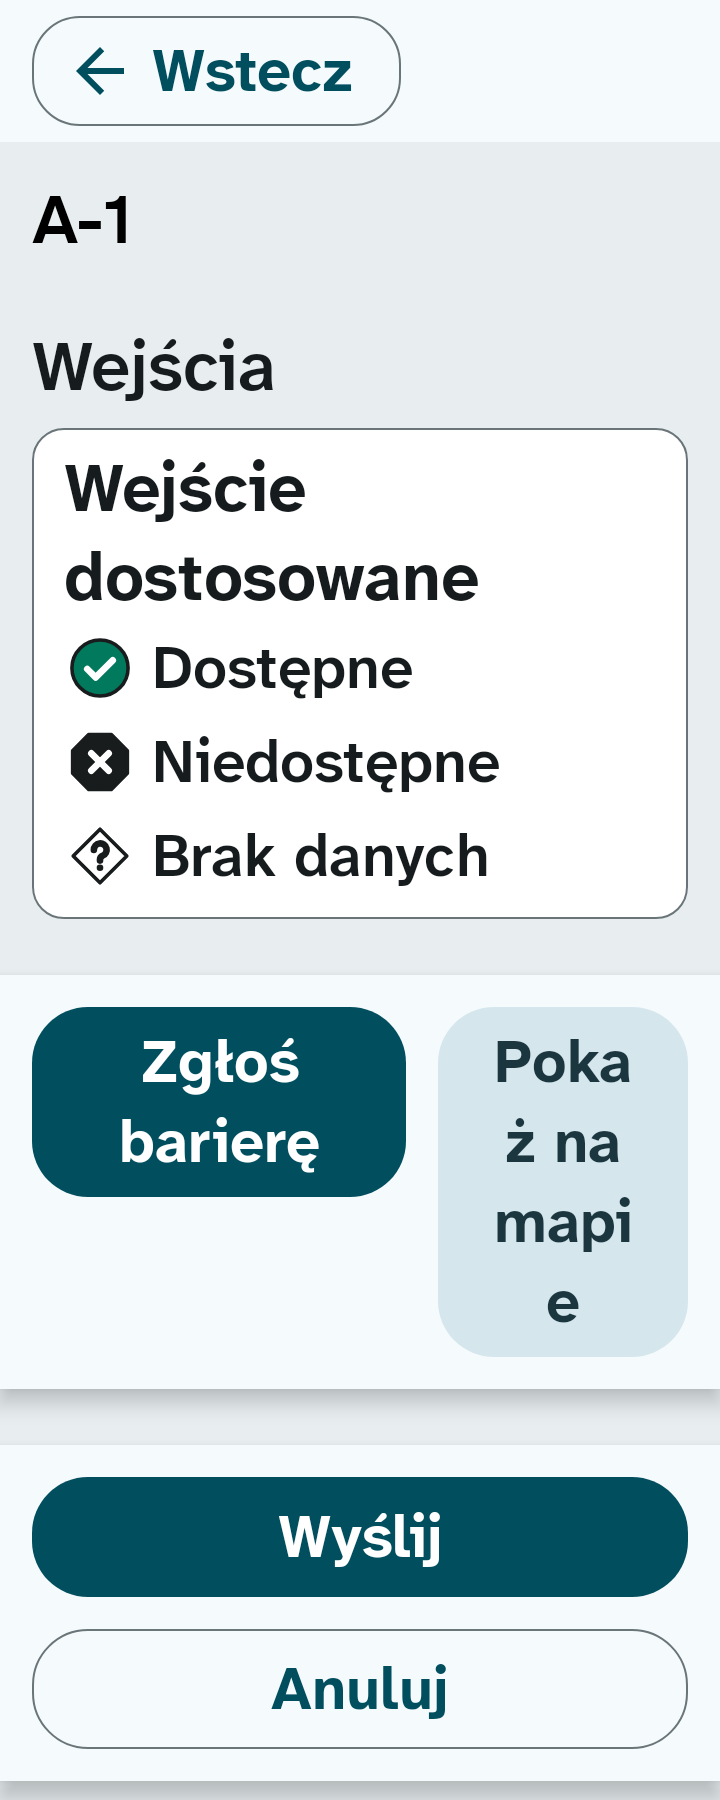 Wstecz
A-1
Wejścia
Wejście
dostosowane
Dostępne
Niedostępne
Brak danych
Zgłoś
barierę
Poka
ż na
mapi
e
Wyślij
Anuluj